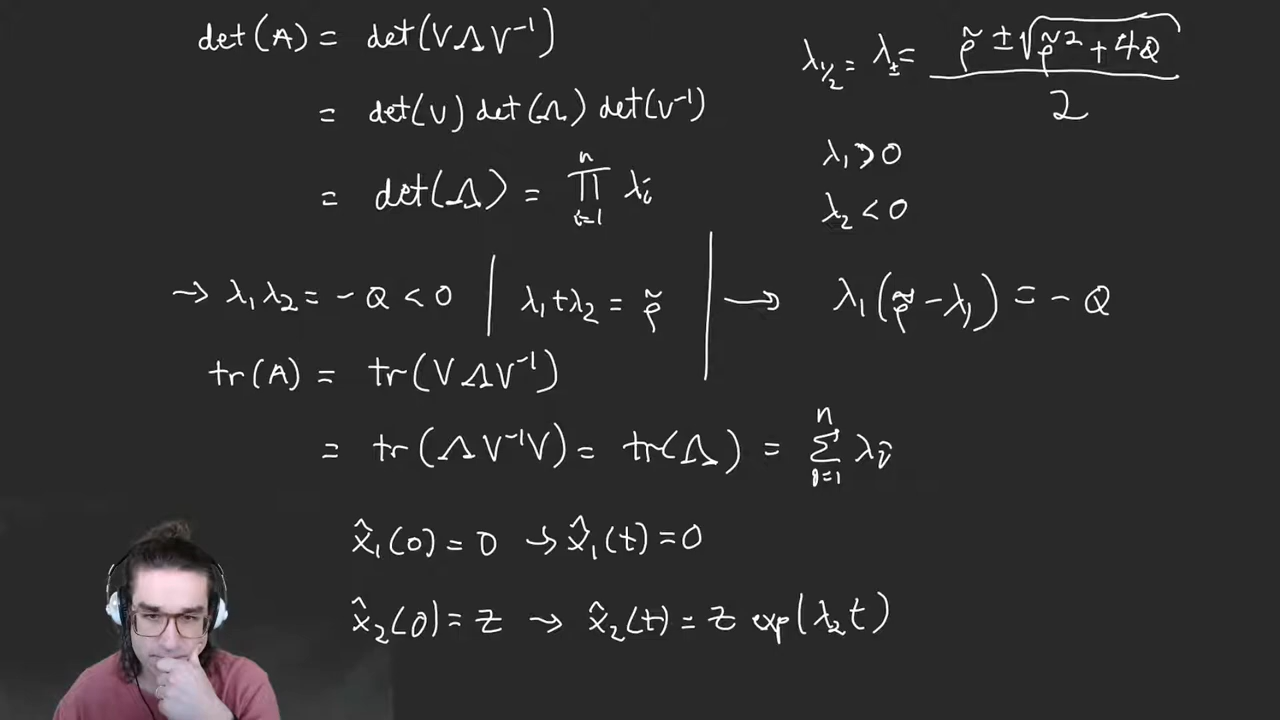 det(A) = det(VΛV⁻¹)
= det(V) det(Λ) det(V⁻¹)
= det(Λ) = ∏ᵢ₌₁ⁿ λᵢ
λ₁/₂ = λ± = (ρ̃ ± √(ρ̃² + 4Q)) / 2
λ₁ > 0
λ₂ < 0
→ λ₁λ₂ = -Q < 0 | λ₁+λ₂ = ρ̃ | → λ₁(ρ̃ - λ₁) = -Q
tr(A) = tr(VΛV⁻¹)
= tr(ΛV⁻¹V) = tr(Λ) = ∑ᵢ₌₁ⁿ λᵢ
x̂₁(0) = 0 → x̂₁(t) = 0
x̂₂(0) = z → x̂₂(t) = z exp(λ₂t)